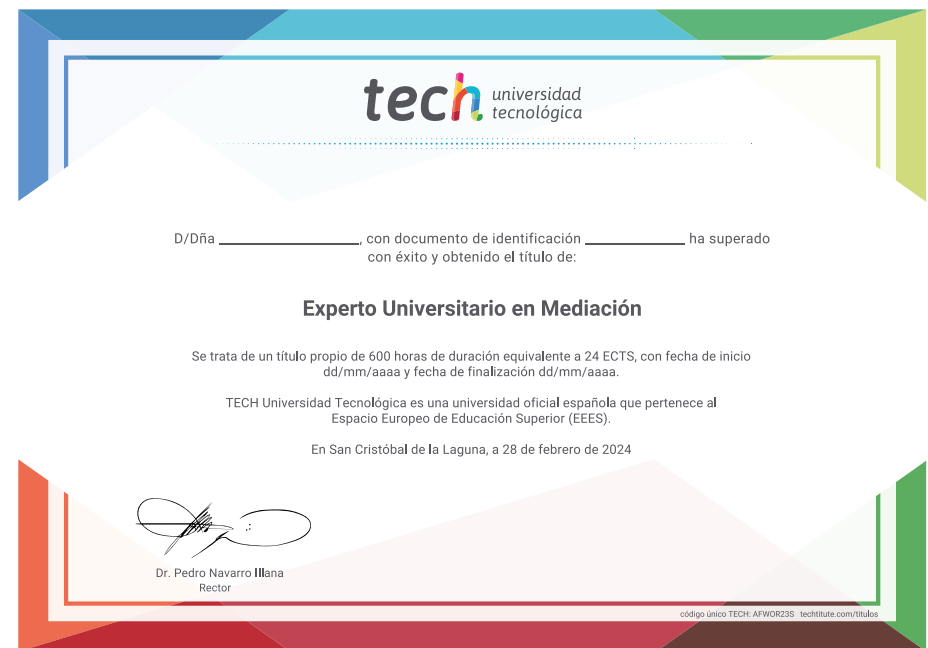 tech universidad
tecnológica
D/Dña ____________________, con documento de identificación ______________ ha superado
con éxito y obtenido el título de:
Experto Universitario en Mediación
Se trata de un título propio de 600 horas de duración equivalente a 24 ECTS, con fecha de inicio
dd/mm/aaaa y fecha de finalización dd/mm/aaaa.
TECH Universidad Tecnológica es una universidad oficial española que pertenece al
Espacio Europeo de Educación Superior (EEES).
En San Cristóbal de la Laguna, a 28 de febrero de 2024
Dr. Pedro Navarro Illana
Rector
código único TECH: AFWOR23S techtitute.com/titulos